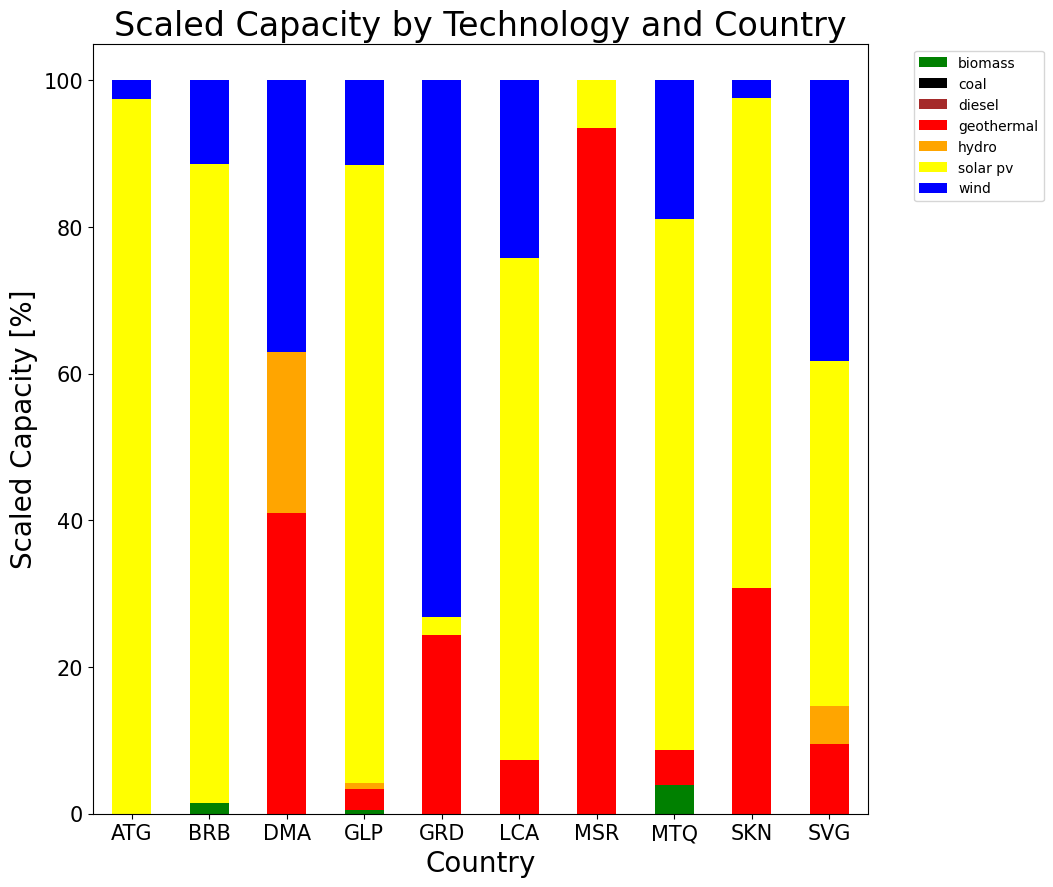 Scaled Capacity by Technology and Country
100
80
60
40
20
0
Scaled Capacity [%]
ATG BRB DMA GLP GRD LCA MSR MTQ SKN SVG
Country
biomass
coal
diesel
geothermal
hydro
solar pv
wind